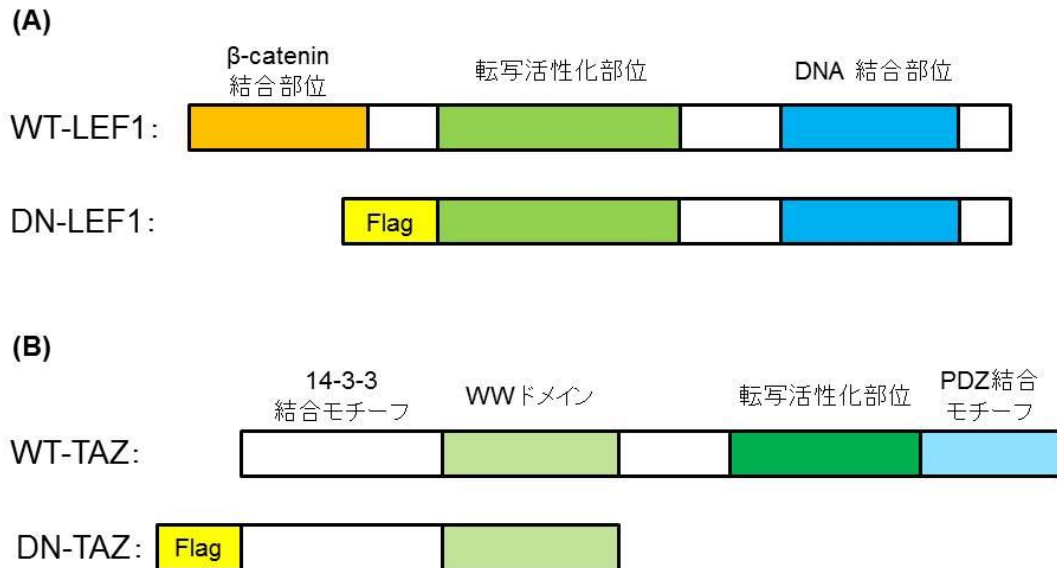 (A)
β-catenin
結合部位
転写活性化部位
DNA 結合部位
WT-LEF1:
DN-LEF1:
Flag
(B)
14-3-3
結合モチーフ
WWドメイン
転写活性化部位
PDZ結合
モチーフ
WT-TAZ:
DN-TAZ:
Flag